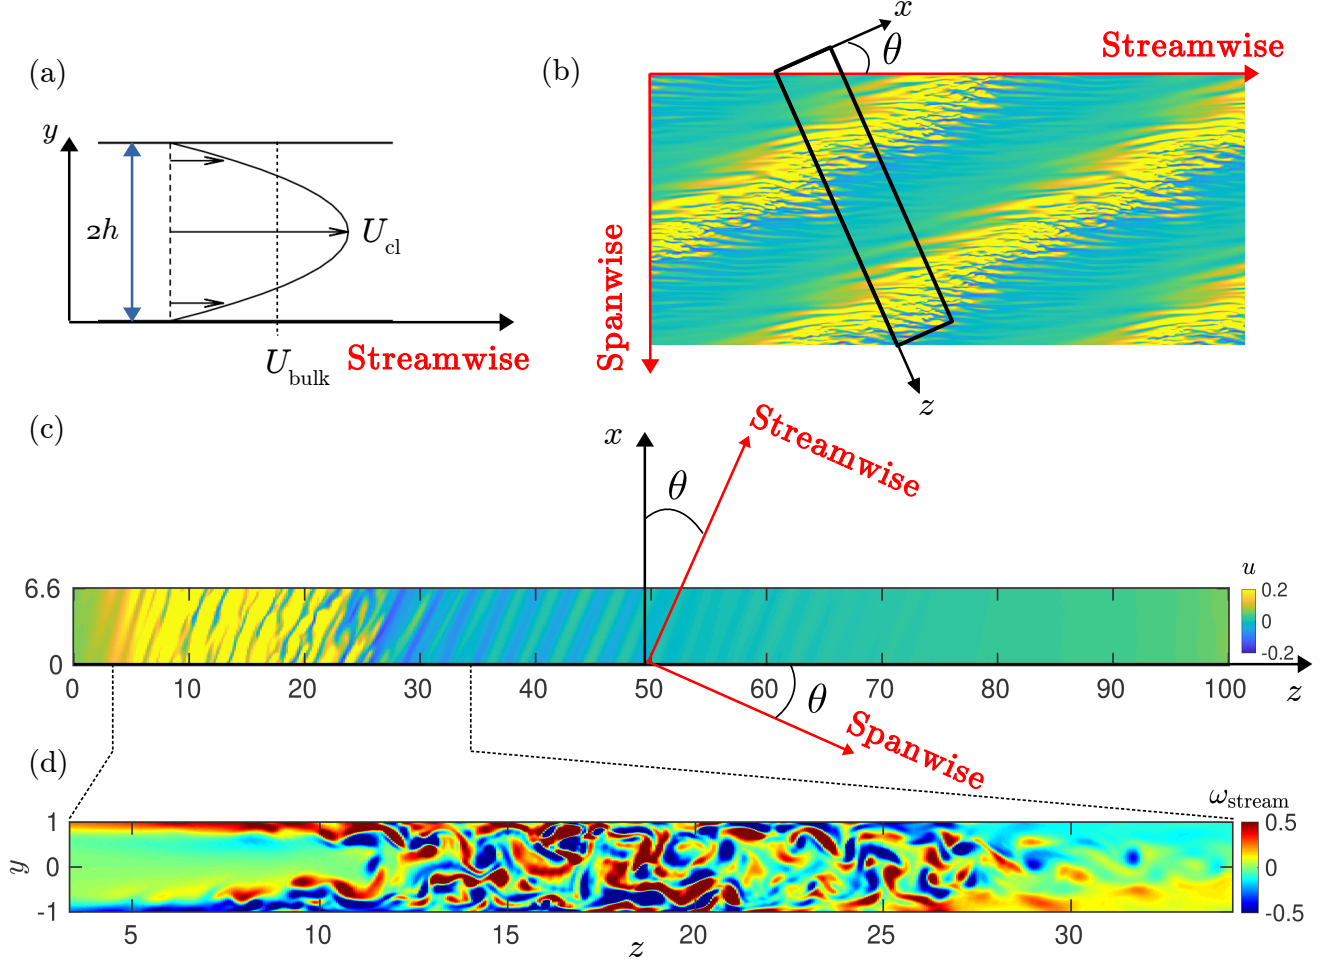 (a)
y
2h
U_cl
U_bulk
Streamwise
(b)
x
θ
Streamwise
Spanwise
z
(c)
x
θ
Streamwise
6.6
0
0 10 20 30 40 50 60 70 80 90 100
z
θ
Spanwise
u
0.2
0
-0.2
(d)
ω_stream
1
0
-1
y
5 10 15 20 25 30
z
0.5
0
-0.5